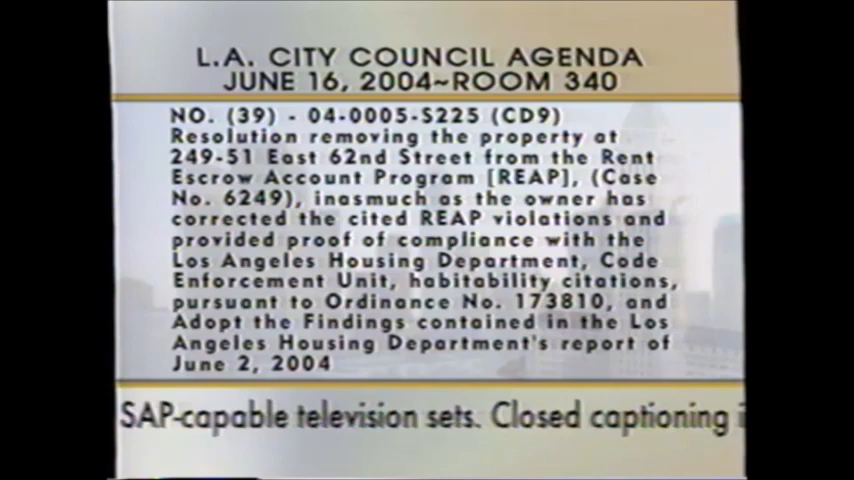 L.A. CITY COUNCIL AGENDA
JUNE 16, 2004~ROOM 340
NO. (39) - 04-0005-S225 (CD9)
Resolution removing the property at
249-51 East 62nd Street from the Rent
Escrow Account Program [REAP], (Case
No. 6249), inasmuch as the owner has
corrected the cited REAP violations and
provided proof of compliance with the
Los Angeles Housing Department, Code
Enforcement Unit, habitability citations,
pursuant to Ordinance No. 173810, and
Adopt the Findings contained in the Los
Angeles Housing Department's report of
June 2, 2004
SAP-capable television sets. Closed captioning i